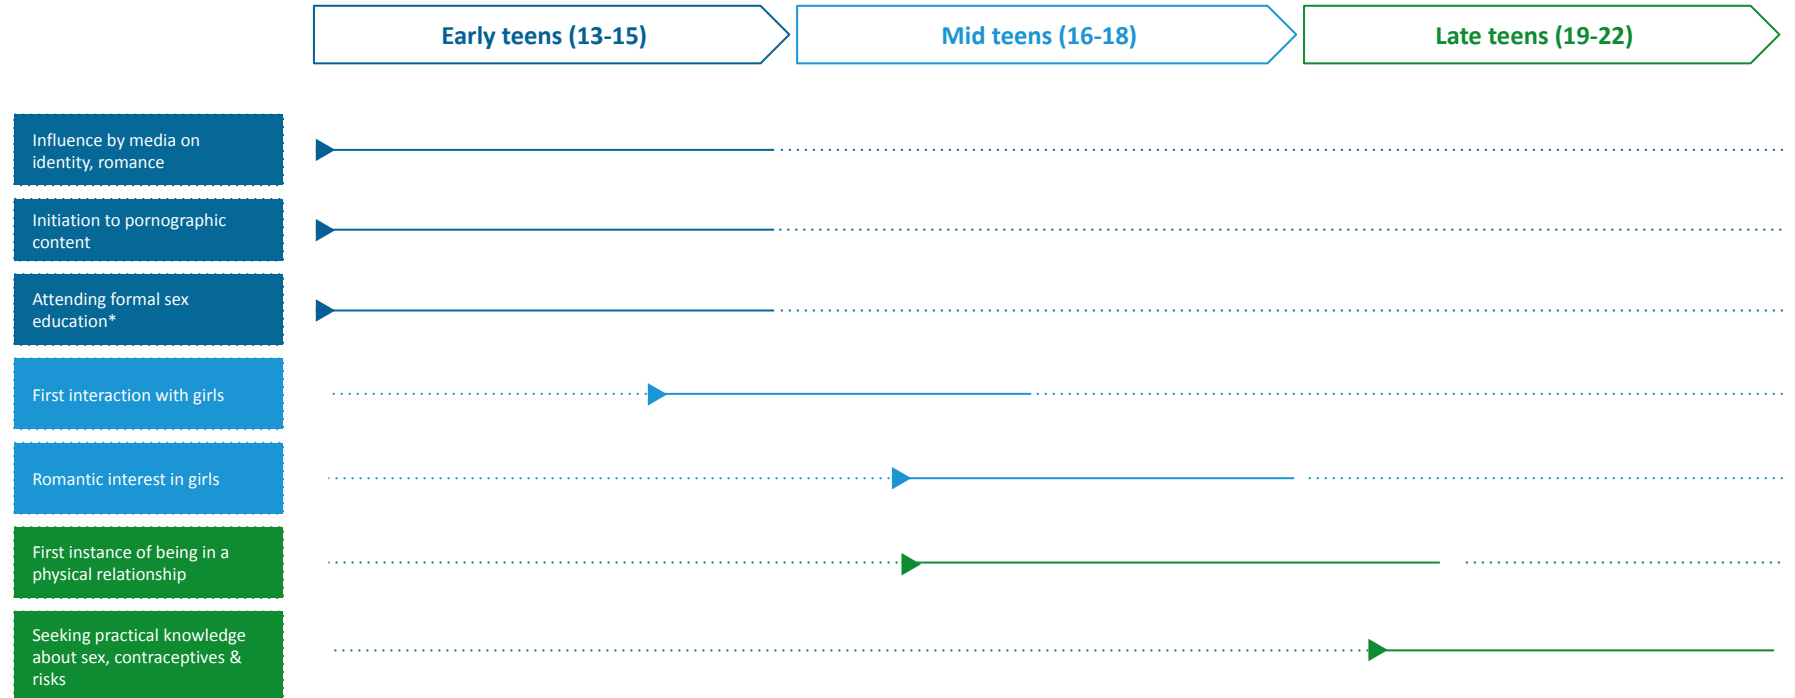 Early teens (13-15)
Mid teens (16-18)
Late teens (19-22)
Influence by media on
identity, romance
Initiation to pornographic
content
Attending formal sex
education*
First interaction with girls
Romantic interest in girls
First instance of being in a
physical relationship
Seeking practical knowledge
about sex, contraceptives &
risks